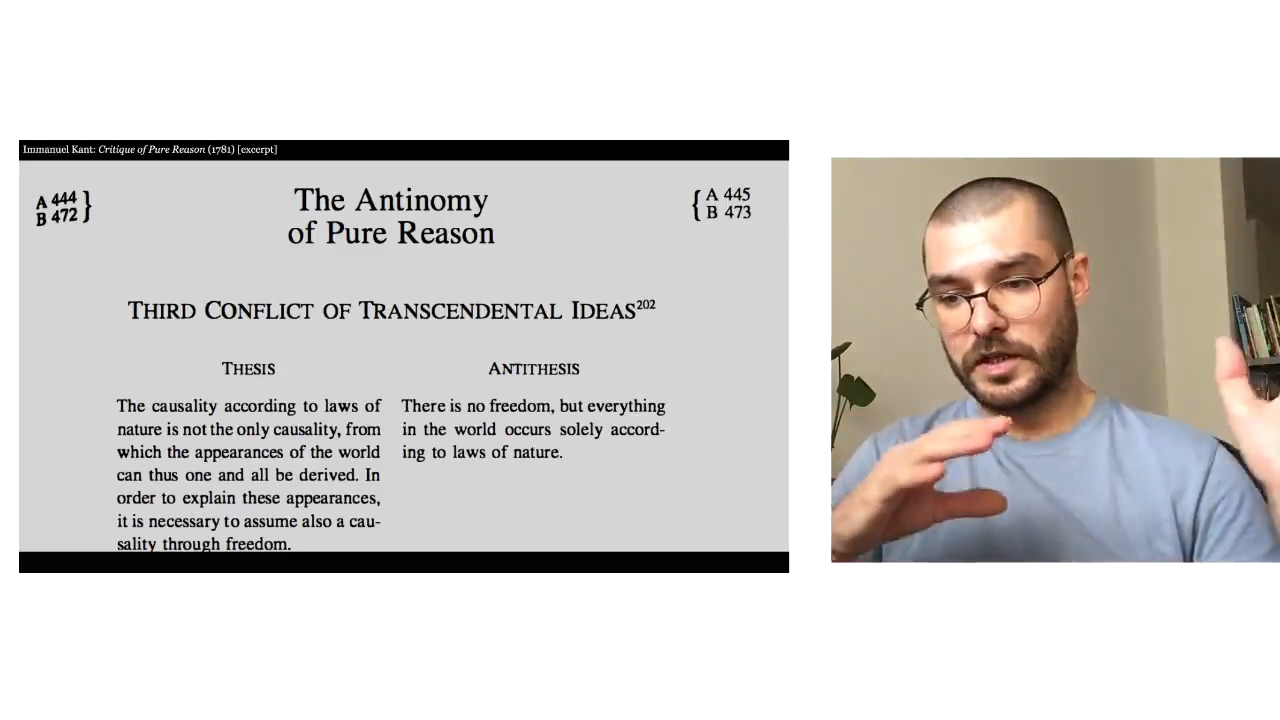 Immanuel Kant: Critique of Pure Reason (1781) [excerpt]
A 444
B 472 }
The Antinomy
of Pure Reason
{ A 445
B 473
THIRD CONFLICT OF TRANSCENDENTAL IDEAS202
THESIS
The causality according to laws of
nature is not the only causality, from
which the appearances of the world
can thus one and all be derived. In
order to explain these appearances,
it is necessary to assume also a cau-
sality through freedom.
ANTITHESIS
There is no freedom, but everything
in the world occurs solely accord-
ing to laws of nature.